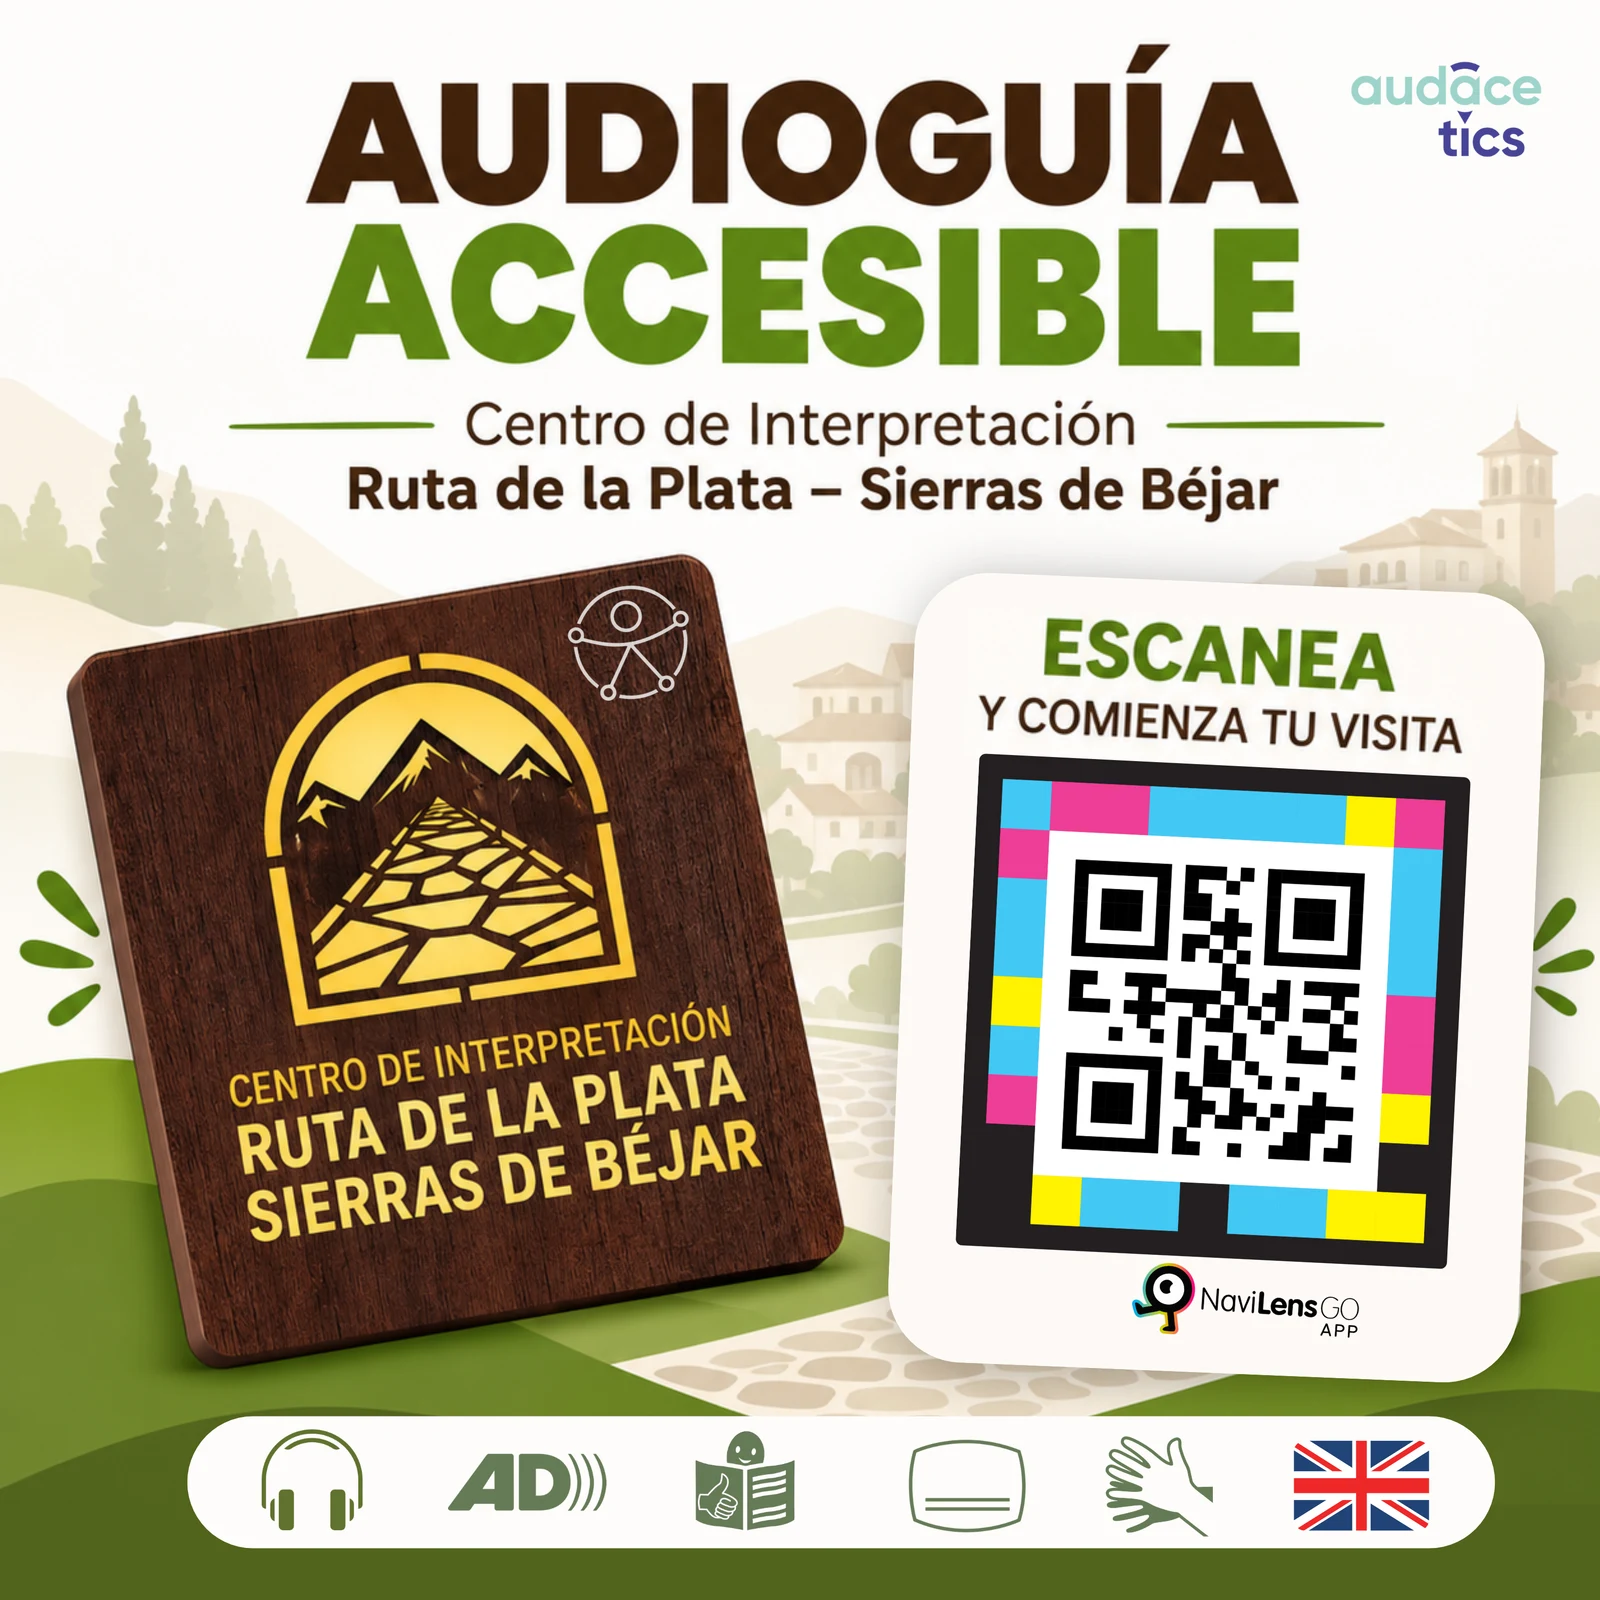 audace
tics
AUDIOGUÍA
ACCESIBLE
Centro de Interpretación
Ruta de la Plata – Sierras de Béjar
CENTRO DE INTERPRETACIÓN
RUTA DE LA PLATA
SIERRAS DE BÉJAR
ESCANEA
Y COMIENZA TU VISITA
NaviLens GO
APP
AD